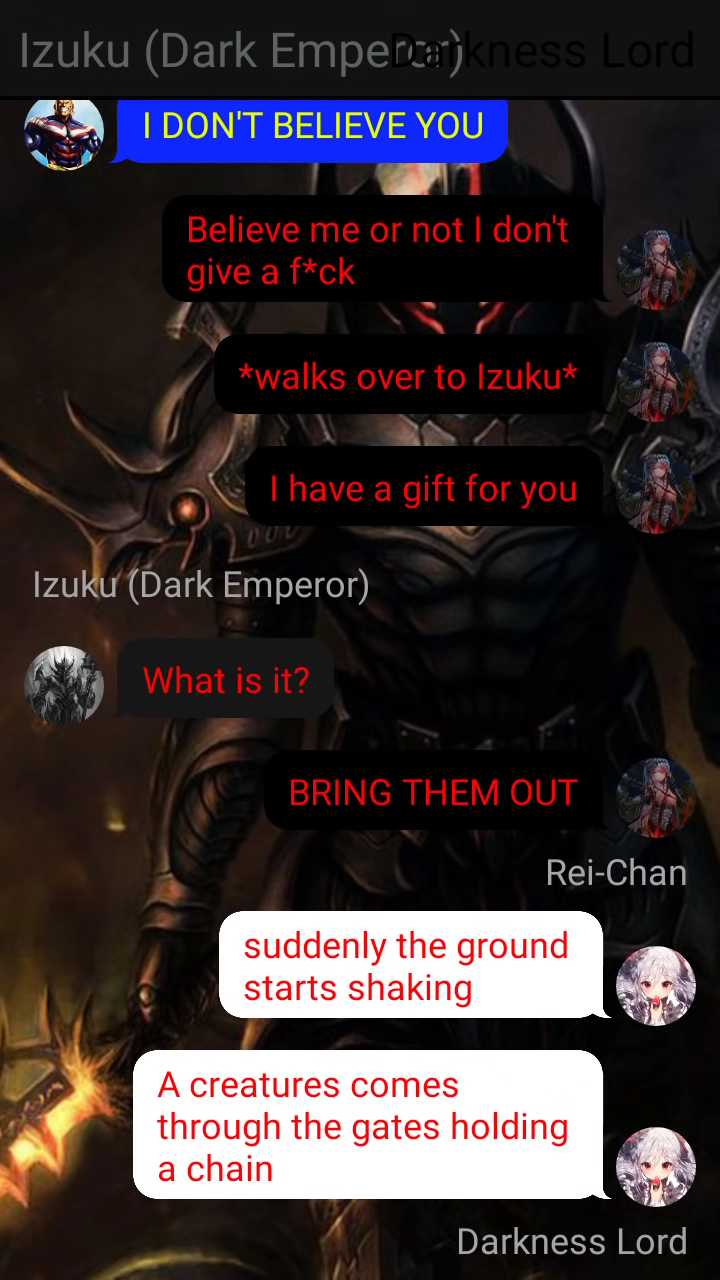 Izuku (Dark Emperor)
Darkness Lord
I DON'T BELIEVE YOU
Believe me or not I don't
give a f*ck
*walks over to Izuku*
I have a gift for you
Izuku (Dark Emperor)
What is it?
BRING THEM OUT
Rei-Chan
suddenly the ground
starts shaking
A creatures comes
through the gates holding
a chain
Darkness Lord